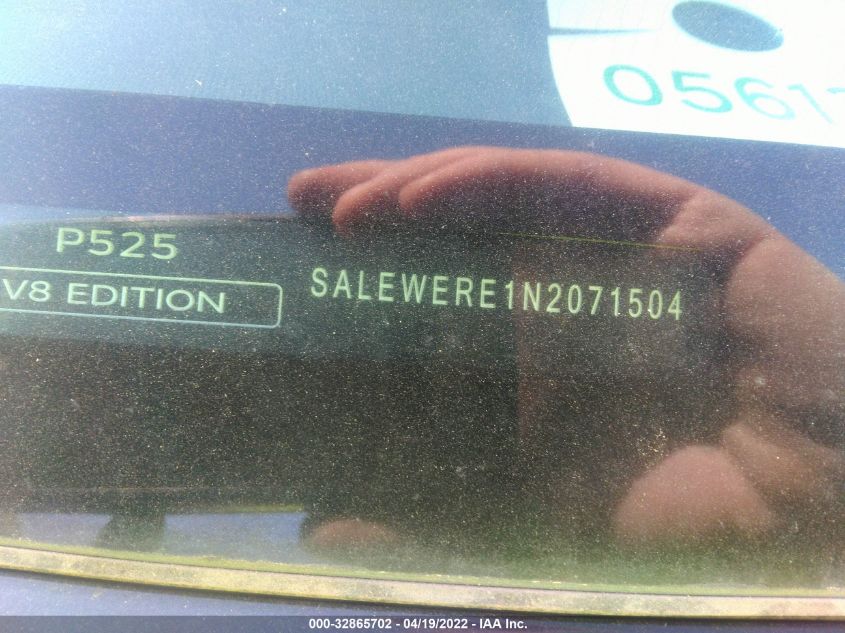 0561
P525
V8 EDITION
SALEWERE1N2071504
000-32865702 - 04/19/2022 - IAA Inc.